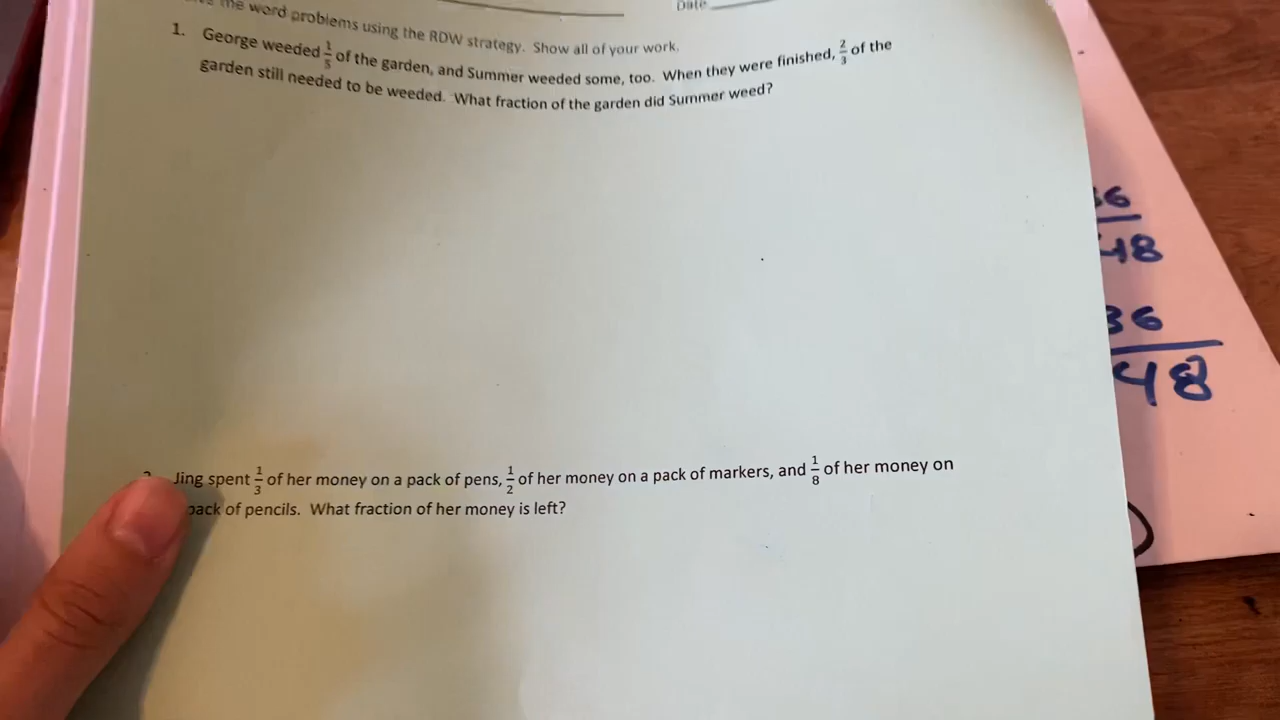 me word problems using the RDW strategy. Show all of your work.
Date
1. George weeded 1/5 of the garden, and Summer weeded some, too. When they were finished, 2/3 of the
garden still needed to be weeded. What fraction of the garden did Summer weed?
36/48
36/48
Jing spent 1/3 of her money on a pack of pens, 1/2 of her money on a pack of markers, and 1/8 of her money on
pack of pencils. What fraction of her money is left?